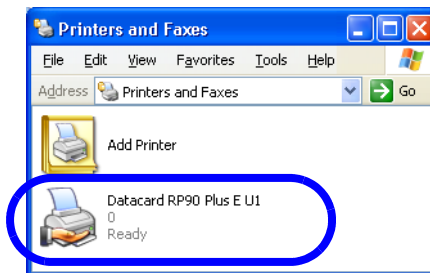 Printers and Faxes
File Edit View Favorites Tools Help
Address Printers and Faxes Go
Add Printer
Datacard RP90 Plus E U1
0
Ready